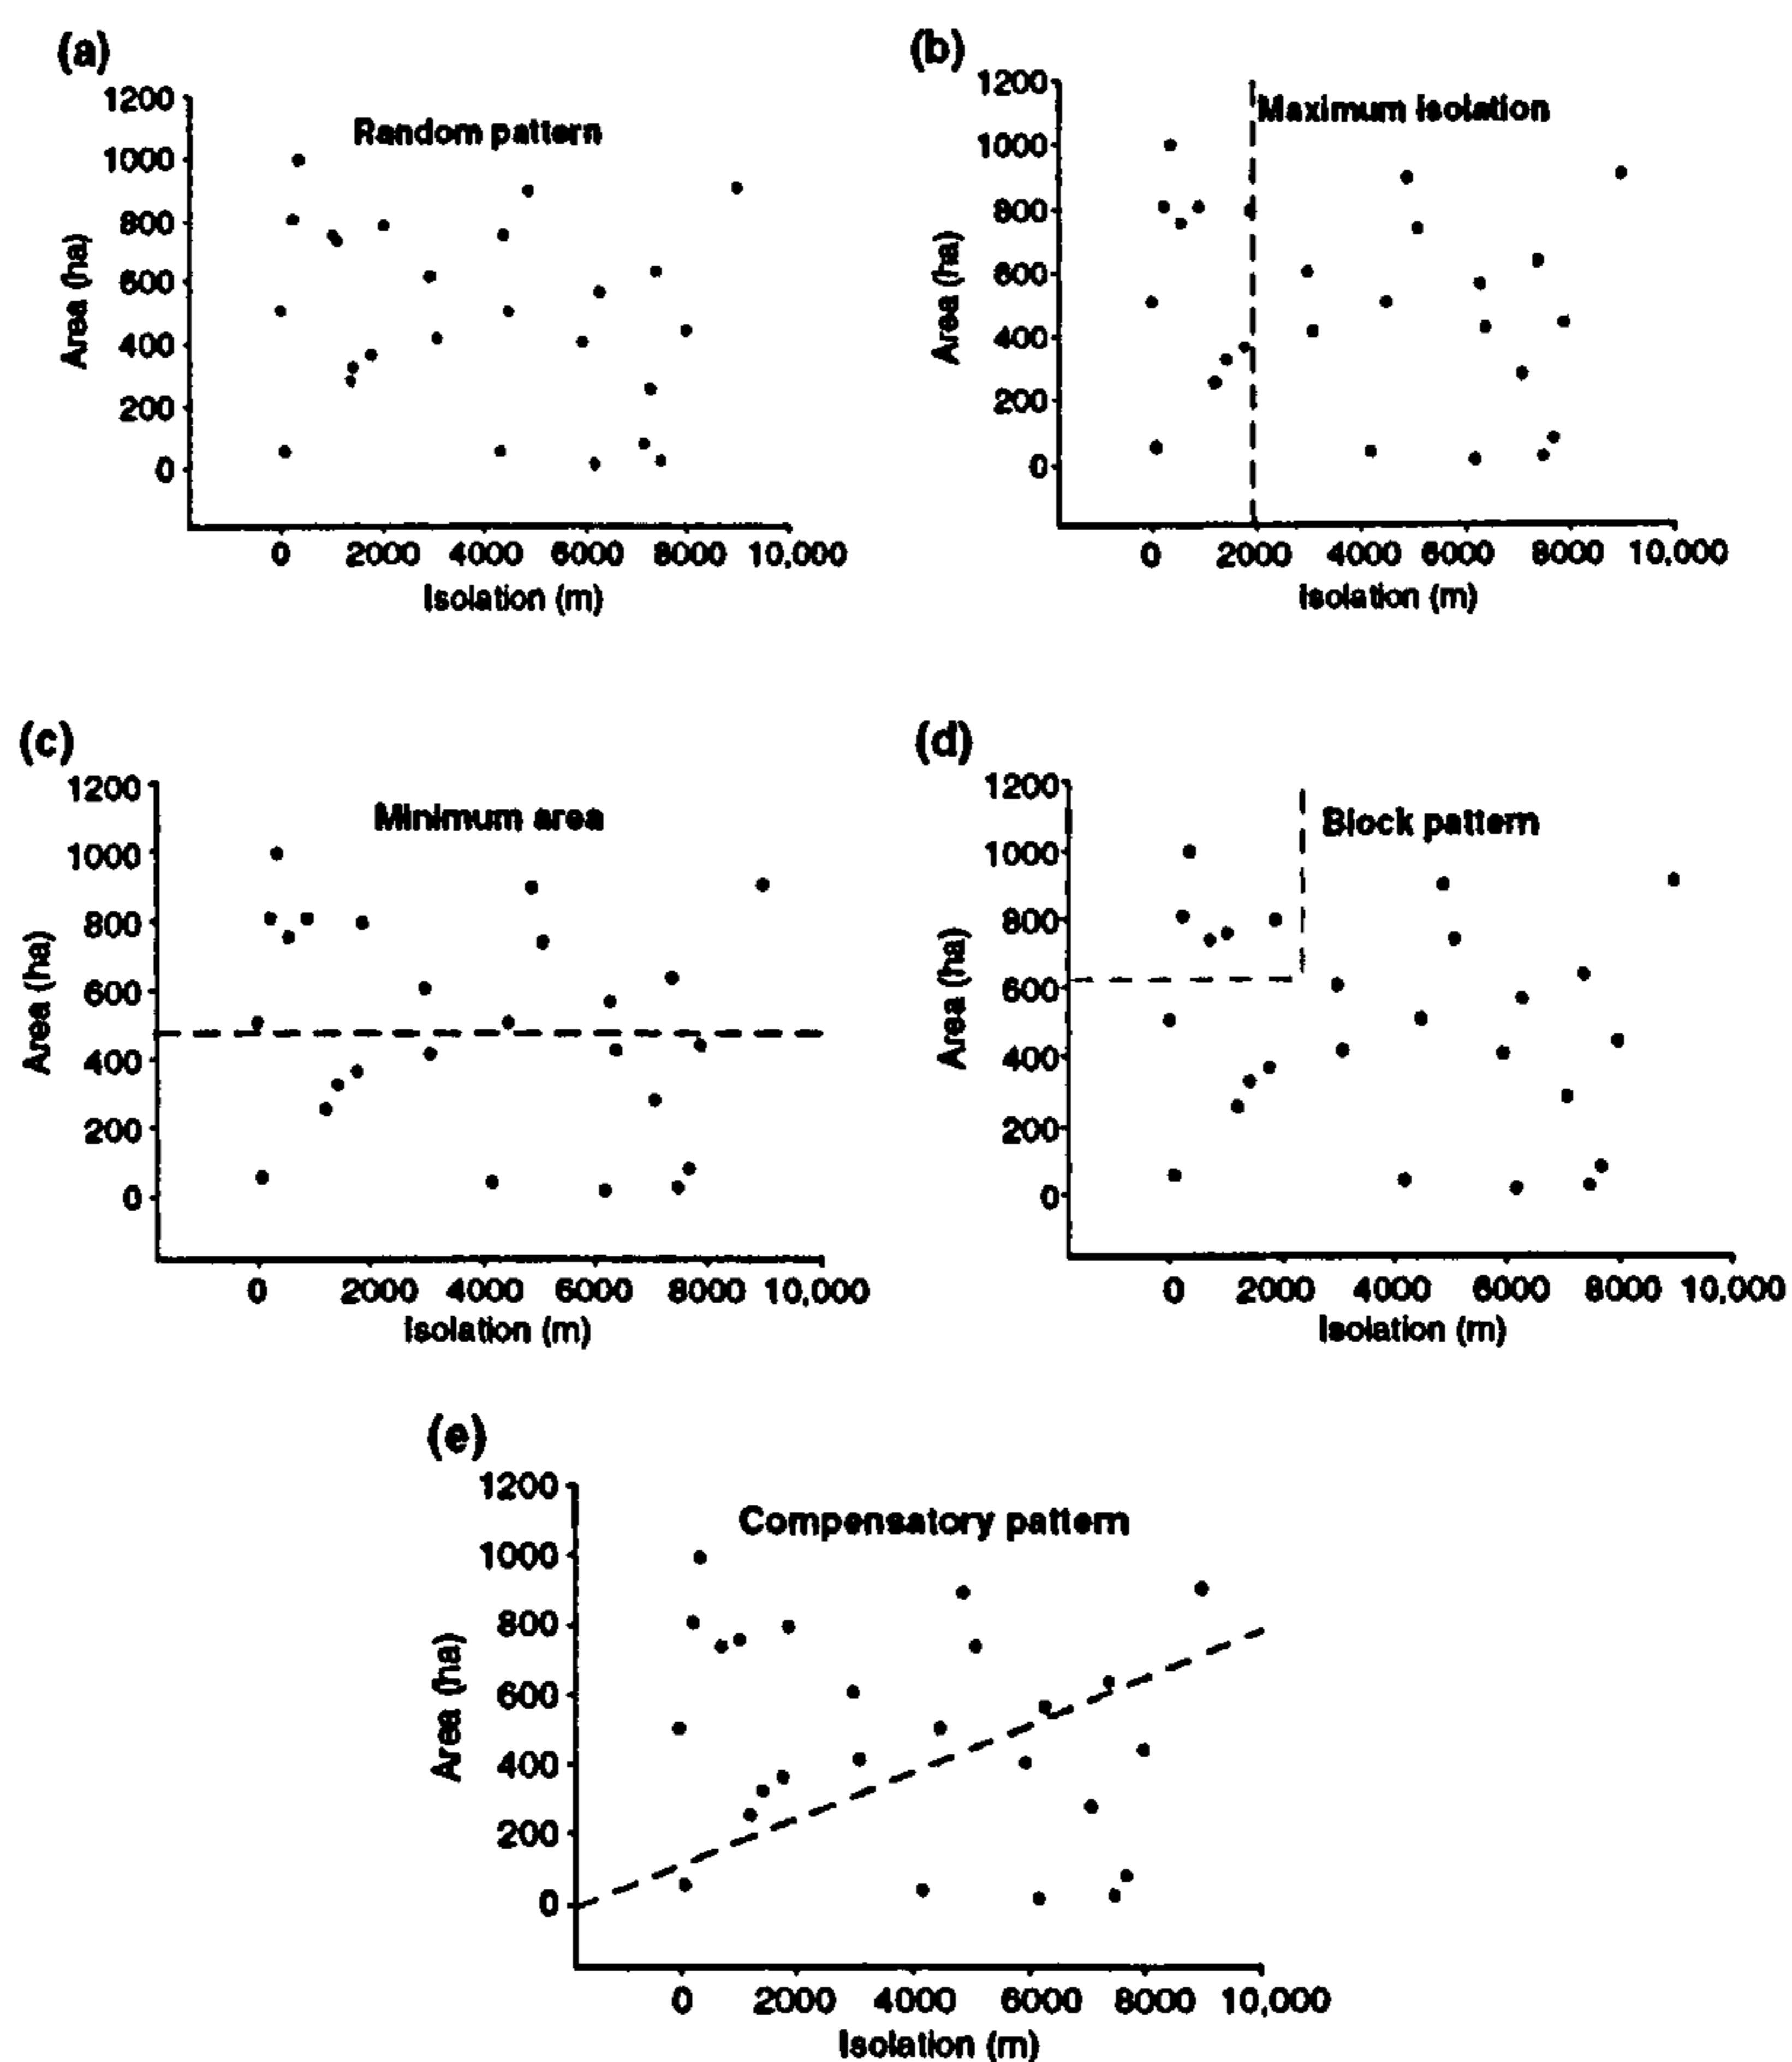 (a)
Random pattern
1200
1000
800
600
400
200
0
Area (ha)
0 2000 4000 6000 8000 10,000
Isolation (m)
(b)
Maximum isolation
1200
1000
800
600
400
200
0
Area (ha)
0 2000 4000 6000 8000 10,000
Isolation (m)
(c)
Minimum area
1200
1000
800
600
400
200
0
Area (ha)
0 2000 4000 6000 8000 10,000
Isolation (m)
(d)
Block pattern
1200
1000
800
600
400
200
0
Area (ha)
0 2000 4000 6000 8000 10,000
Isolation (m)
(e)
Compensatory pattern
1200
1000
800
600
400
200
0
Area (ha)
0 2000 4000 6000 8000 10,000
Isolation (m)